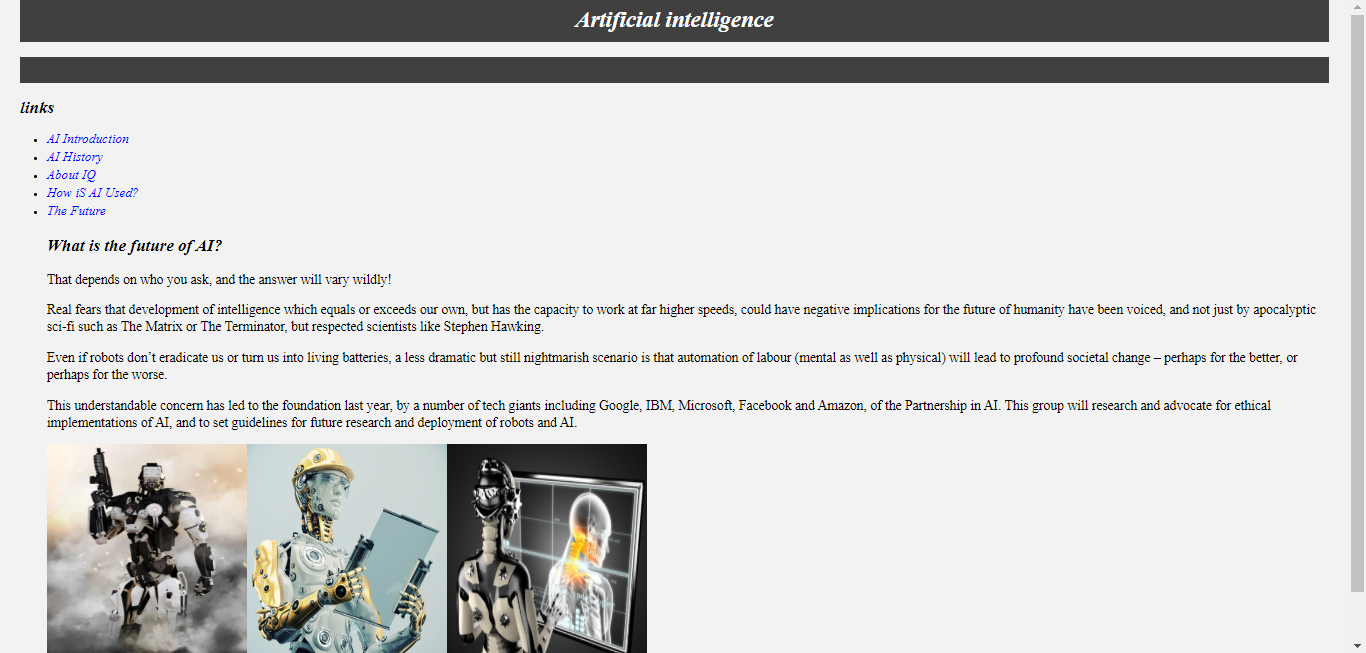 Artificial intelligence
links
AI Introduction
AI History
About IQ
How iS AI Used?
The Future
What is the future of AI?
That depends on who you ask, and the answer will vary wildly!
Real fears that development of intelligence which equals or exceeds our own, but has the capacity to work at far higher speeds, could have negative implications for the future of humanity have been voiced, and not just by apocalyptic
sci-fi such as The Matrix or The Terminator, but respected scientists like Stephen Hawking.
Even if robots don’t eradicate us or turn us into living batteries, a less dramatic but still nightmarish scenario is that automation of labour (mental as well as physical) will lead to profound societal change – perhaps for the better, or
perhaps for the worse.
This understandable concern has led to the foundation last year, by a number of tech giants including Google, IBM, Microsoft, Facebook and Amazon, of the Partnership in AI. This group will research and advocate for ethical
implementations of AI, and to set guidelines for future research and deployment of robots and AI.